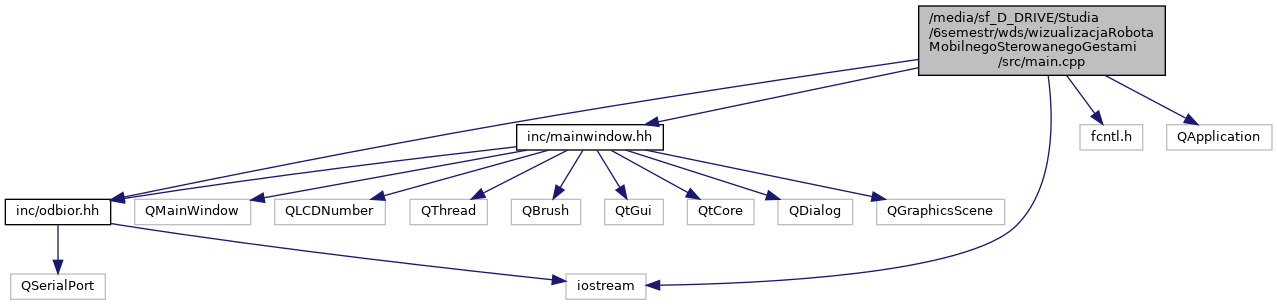 /media/sf_D_DRIVE/Studia
/6semestr/wds/wizualizacjaRobota
MobilnegoSterowanegoGestami
/src/main.cpp
inc/mainwindow.hh
fcntl.h
QApplication
inc/odbior.hh
QMainWindow
QLCDNumber
QThread
QBrush
QtGui
QtCore
QDialog
QGraphicsScene
QSerialPort
iostream